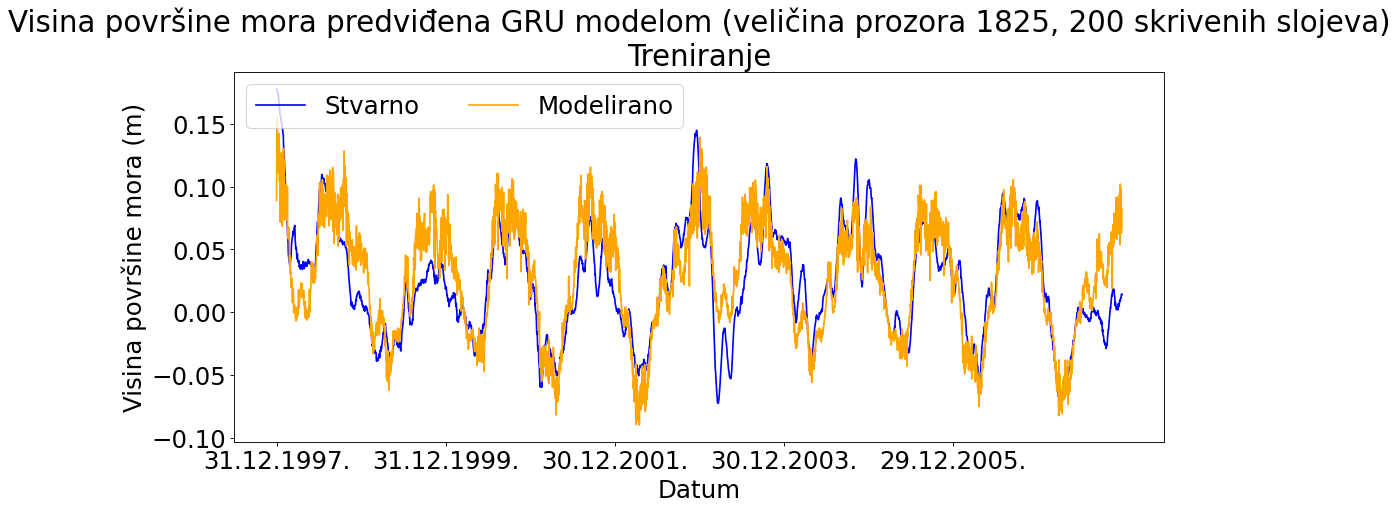 Visina površine mora predviđena GRU modelom (veličina prozora 1825, 200 skrivenih slojeva)
Treniranje
Stvarno
Modelirano
Visina površine mora (m)
0.15
0.10
0.05
0.00
−0.05
−0.10
31.12.1997.
31.12.1999.
30.12.2001.
30.12.2003.
29.12.2005.
Datum